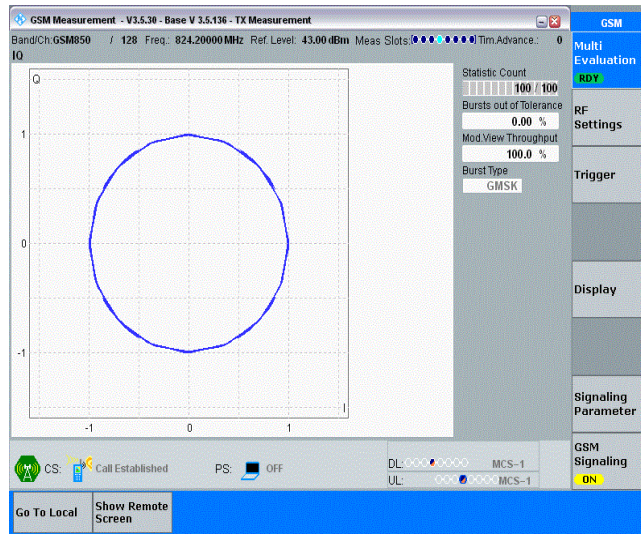 GSM Measurement - V3.5.30 - Base V 3.5.136 - TX Measurement
GSM
Band/Ch:GSM850 / 128 Freq.: 824.20000 MHz Ref. Level: 43.00 dBm Meas Slots: Tim.Advance.: 0
IQ
Multi
Evaluation
RDY
Q
1
0
-1
-1 0 1
I
Statistic Count
100 / 100
Bursts out of Tolerance
0.00 %
Mod.View Throughput
100.0 %
Burst Type
GMSK
RF
Settings
Trigger
Display
Signaling
Parameter
GSM
Signaling
ON
CS: Call Established PS: OFF
DL: MCS-1
UL: MCS-1
Go To Local
Show Remote
Screen